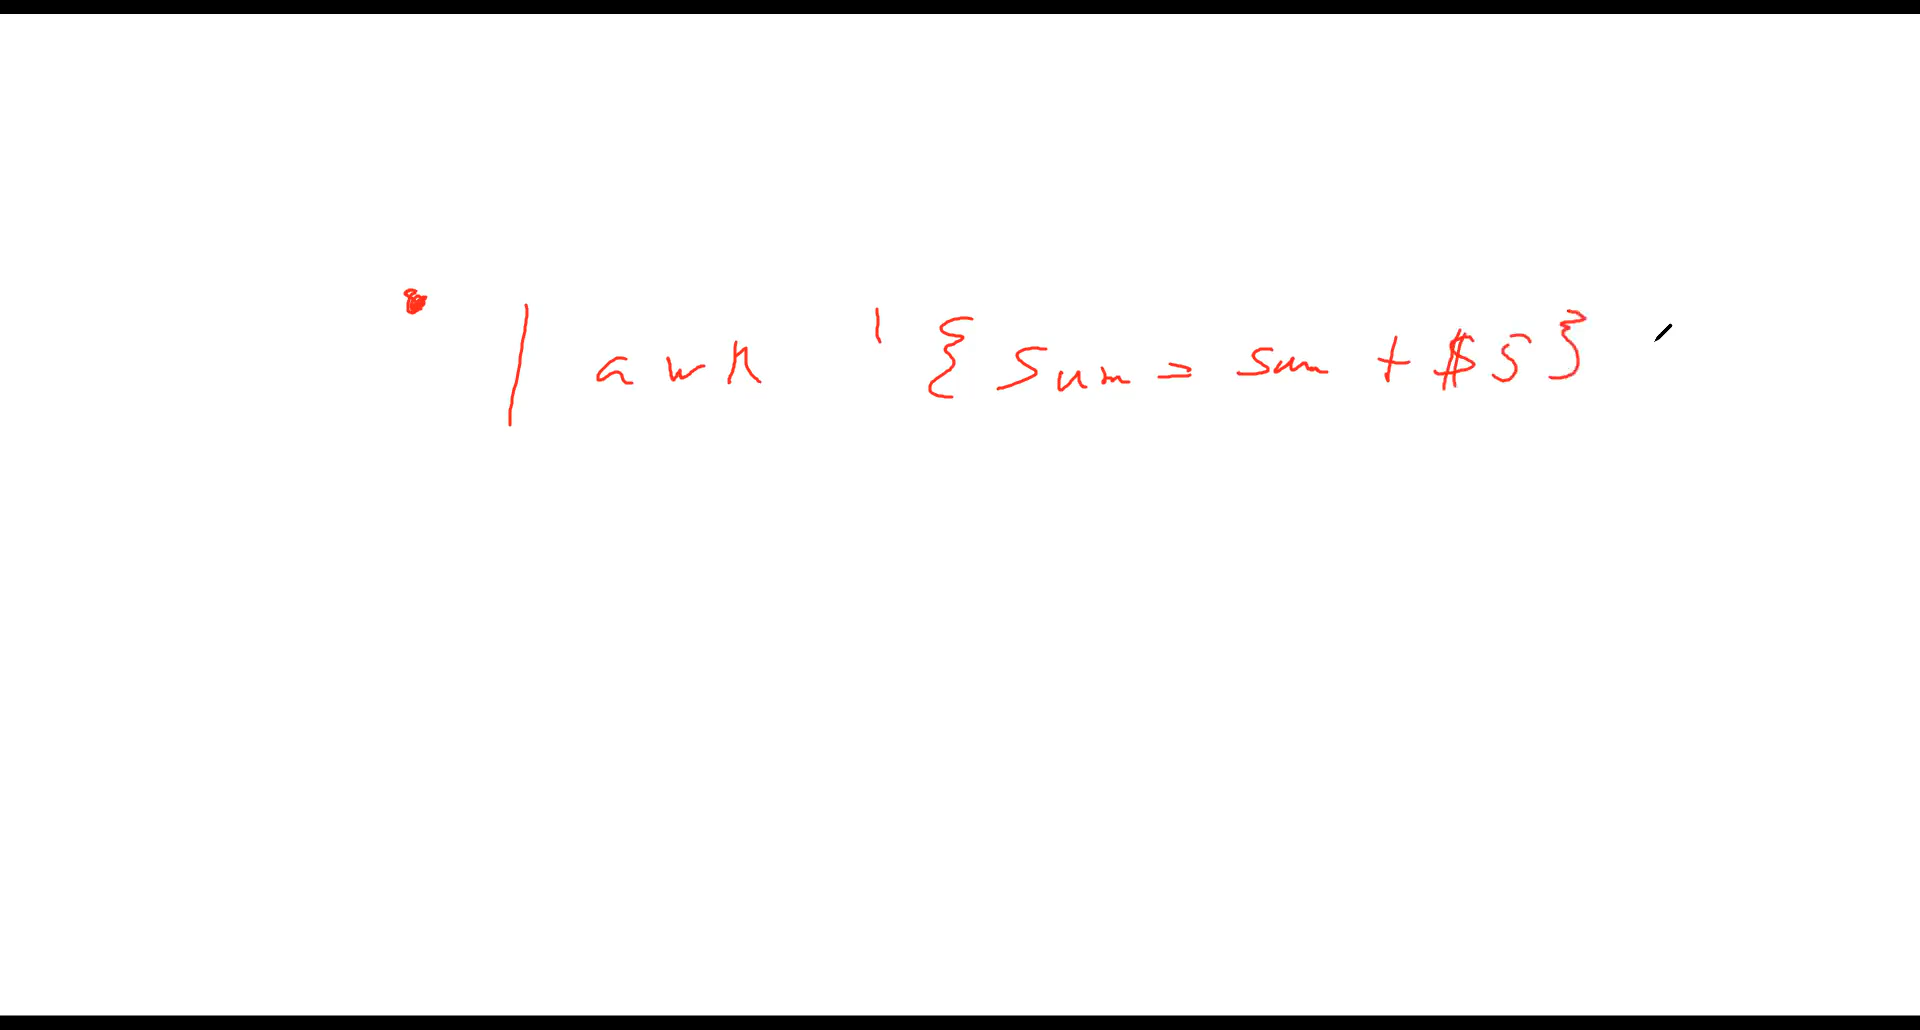 | awk '{sum = sum + $5}